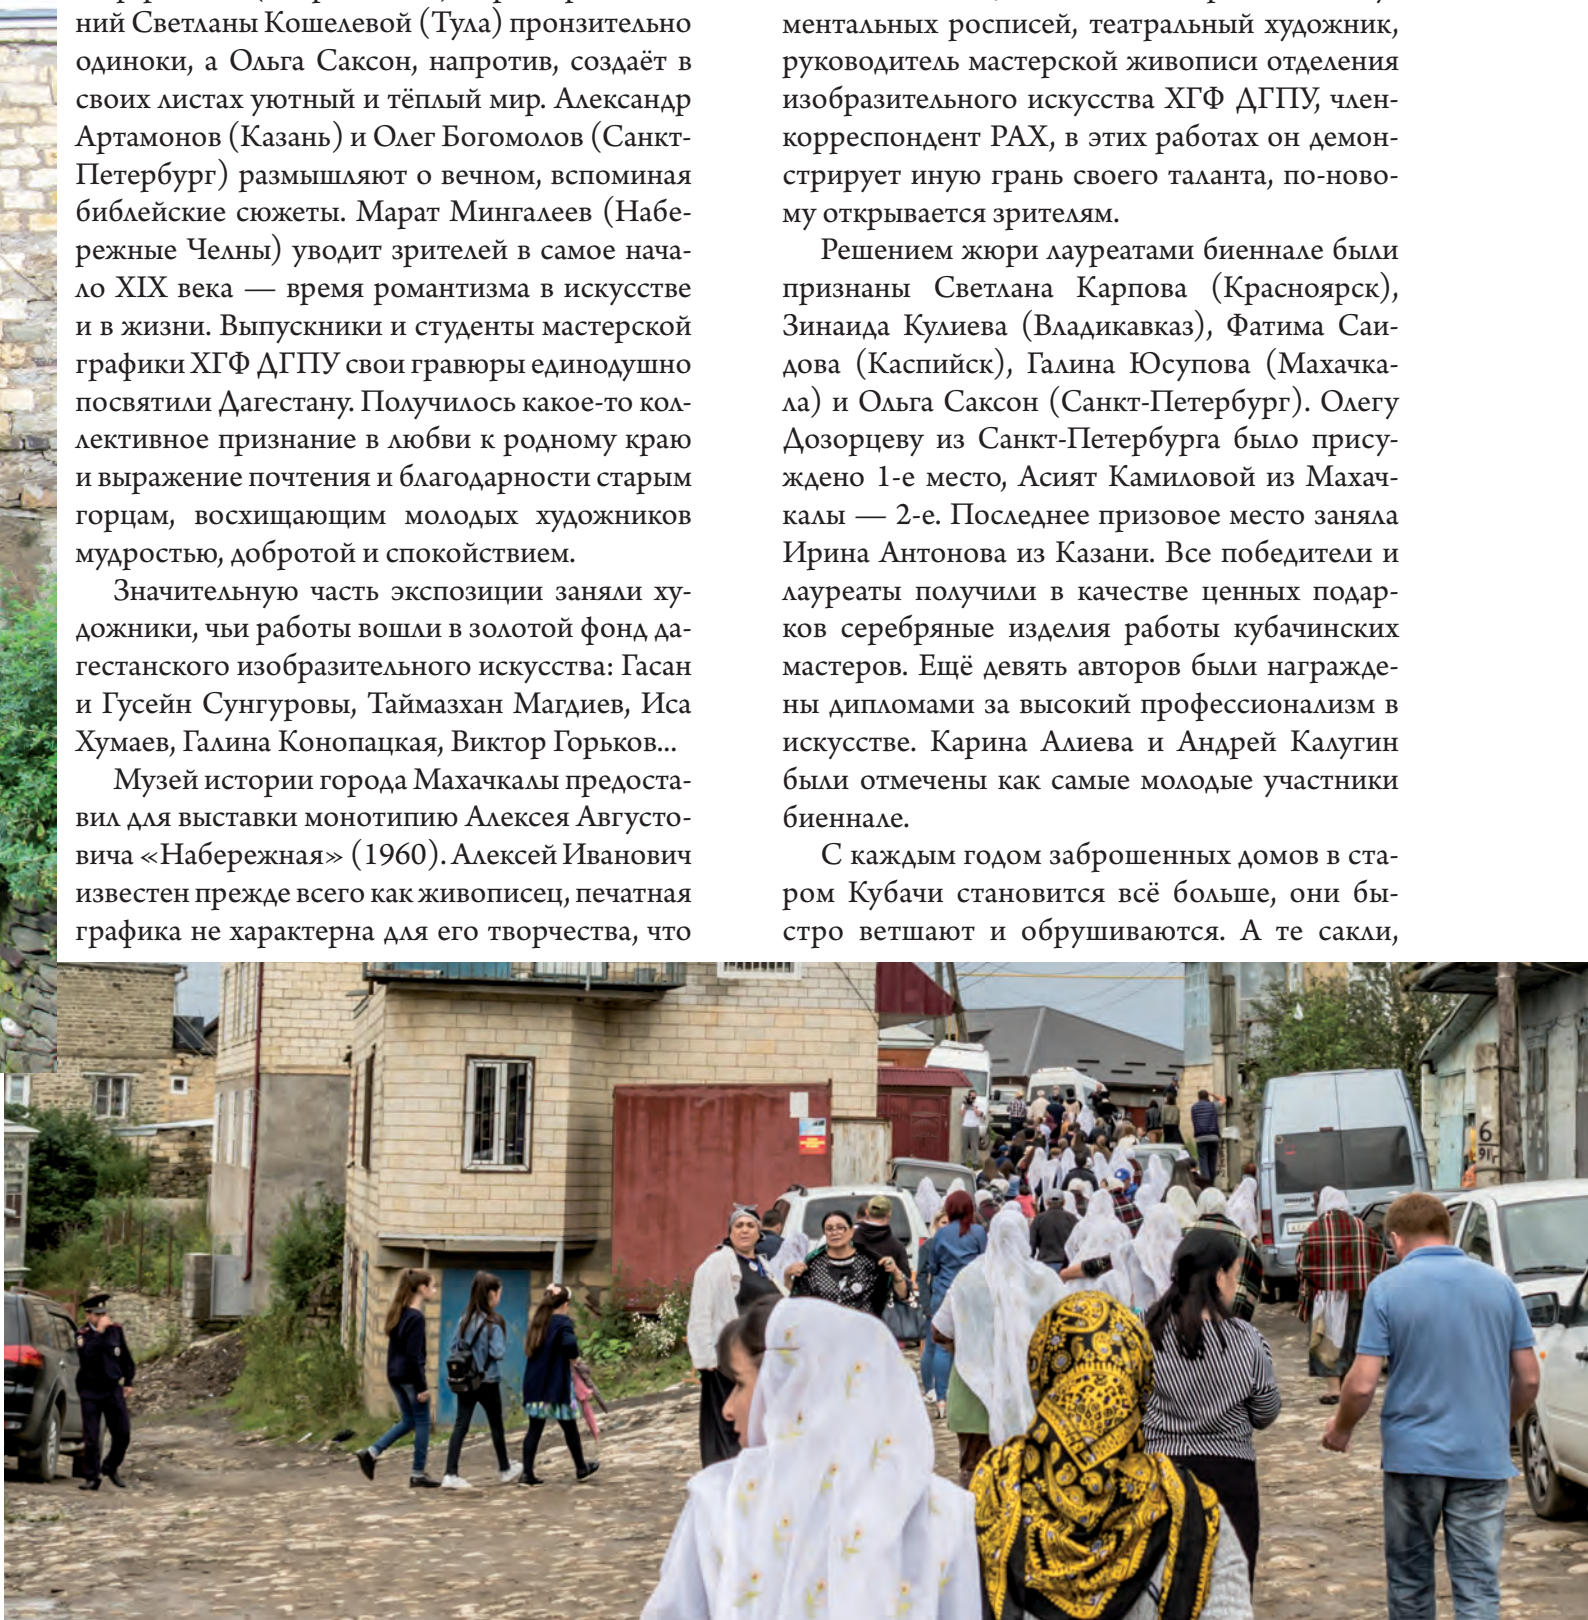 ний Светланы Кошелевой (Тула) пронзительно
одиноки, а Ольга Саксон, напротив, создаёт в
своих листах уютный и тёплый мир. Александр
Артамонов (Казань) и Олег Богомолов (Санкт-
Петербург) размышляют о вечном, вспоминая
библейские сюжеты. Марат Мингалеев (Набе-
режные Челны) уводит зрителей в самое нача-
ло XIX века — время романтизма в искусстве
и в жизни. Выпускники и студенты мастерской
графики ХГФ ДГПУ свои гравюры единодушно
посвятили Дагестану. Получилось какое-то кол-
лективное признание в любви к родному краю
и выражение почтения и благодарности старым
горцам, восхищающим молодых художников
мудростью, добротой и спокойствием.
Значительную часть экспозиции заняли ху-
дожники, чьи работы вошли в золотой фонд да-
гестанского изобразительного искусства: Гасан
и Гусейн Сунгуровы, Таймазхан Магдиев, Иса
Хумаев, Галина Конопацкая, Виктор Горьков...
Музей истории города Махачкалы предоста-
вил для выставки монотипию Алексея Августо-
вича «Набережная» (1960). Алексей Иванович
известен прежде всего как живописец, печатная
графика не характерна для его творчества, что
ментальных росписей, театральный художник,
руководитель мастерской живописи отделения
изобразительного искусства ХГФ ДГПУ, член-
корреспондент РАХ, в этих работах он демон-
стрирует иную грань своего таланта, по-ново-
му открывается зрителям.
Решением жюри лауреатами биеннале были
признаны Светлана Карпова (Красноярск),
Зинаида Кулиева (Владикавказ), Фатима Саи-
дова (Каспийск), Галина Юсупова (Махачка-
ла) и Ольга Саксон (Санкт-Петербург). Олегу
Дозорцеву из Санкт-Петербурга было прису-
ждено 1-е место, Асият Камиловой из Махач-
калы — 2-е. Последнее призовое место заняла
Ирина Антонова из Казани. Все победители и
лауреаты получили в качестве ценных подар-
ков серебряные изделия работы кубачинских
мастеров. Ещё девять авторов были награжде-
ны дипломами за высокий профессионализм в
искусстве. Карина Алиева и Андрей Калугин
были отмечены как самые молодые участники
биеннале.
С каждым годом заброшенных домов в ста-
ром Кубачи становится всё больше, они бы-
стро ветшают и обрушиваются. А те сакли,
6
91г